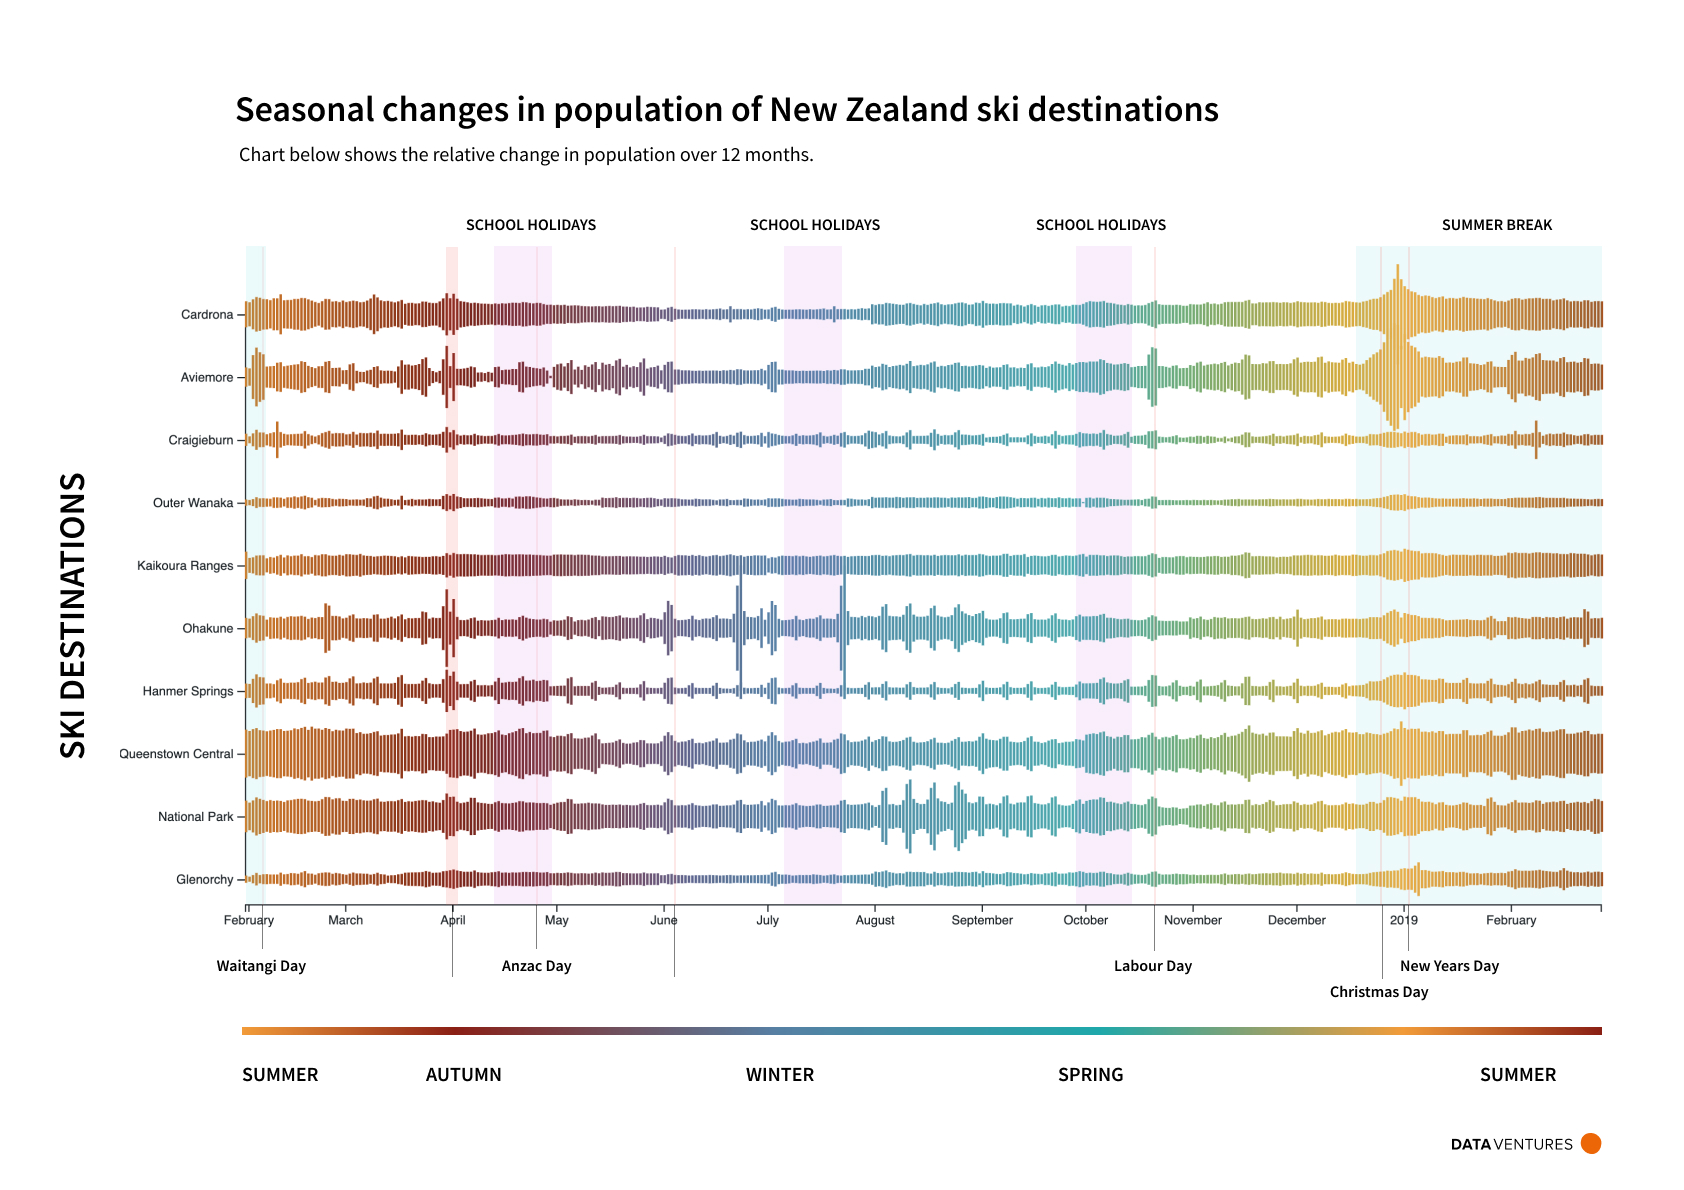 Seasonal changes in population of New Zealand ski destinations
Chart below shows the relative change in population over 12 months.
SCHOOL HOLIDAYS
SCHOOL HOLIDAYS
SCHOOL HOLIDAYS
SUMMER BREAK
SKI DESTINATIONS
Cardrona
Aviemore
Craigieburn
Outer Wanaka
Kaikoura Ranges
Ohakune
Hanmer Springs
Queenstown Central
National Park
Glenorchy
February
March
April
May
June
July
August
September
October
November
December
2019
February
Waitangi Day
Anzac Day
Labour Day
New Years Day
Christmas Day
SUMMER
AUTUMN
WINTER
SPRING
SUMMER
DATAVENTURES